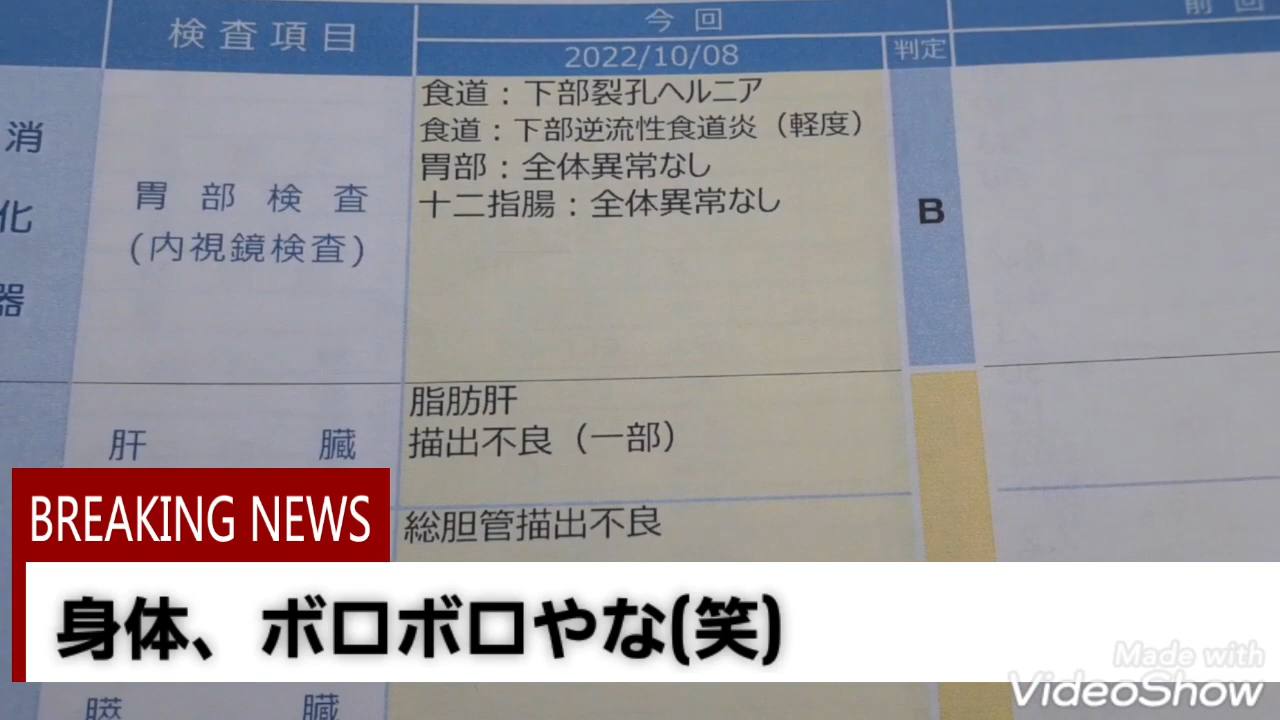 検査項目
今回
前回
2022/10/08
判定
消化器
胃部検査
(内視鏡検査)
食道：下部裂孔ヘルニア
食道：下部逆流性食道炎（軽度）
胃部：全体異常なし
十二指腸：全体異常なし
B
肝臓
脂肪肝
描出不良（一部）
総胆管描出不良
BREAKING NEWS
身体、ボロボロやな(笑)
膵臓
Made with
VideoShow